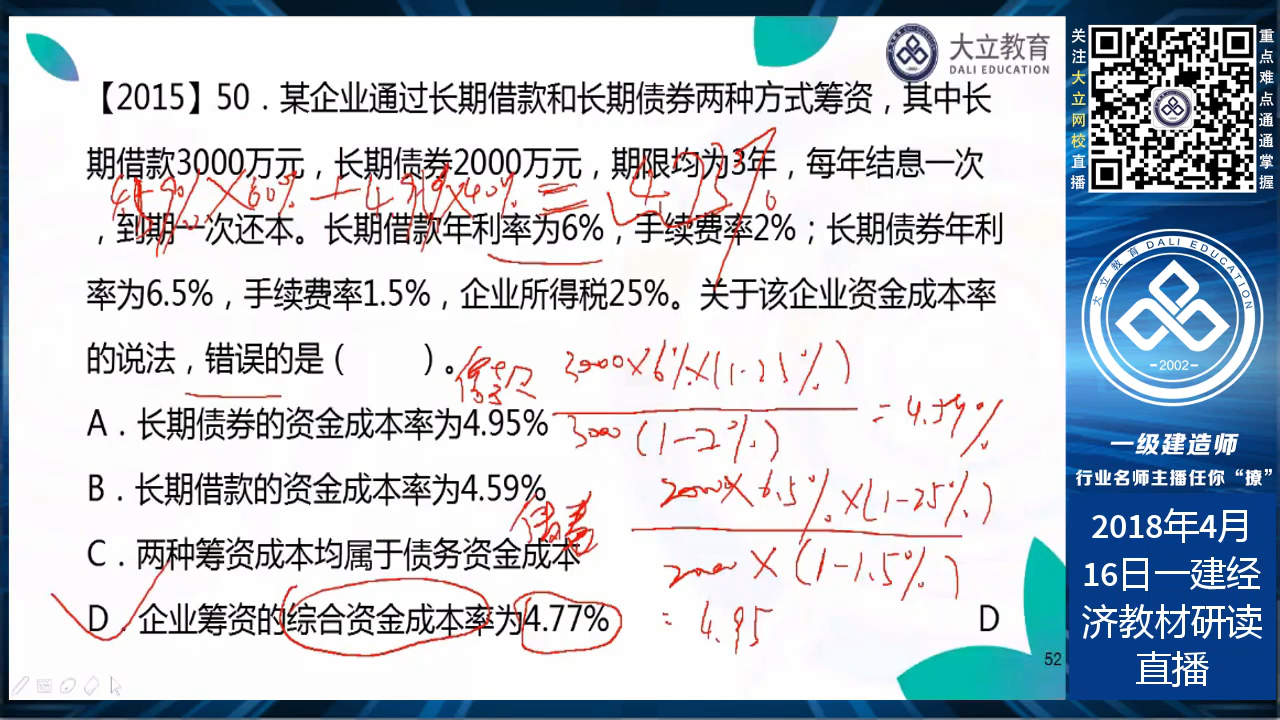 大立教育
DALI EDUCATION
【2015】50．某企业通过长期借款和长期债券两种方式筹资，其中长
期借款3000万元，长期债券2000万元，期限均为3年，每年结息一次
，到期一次还本。长期借款年利率为6%，手续费率2%；长期债券年利
率为6.5%，手续费率1.5%，企业所得税25%。关于该企业资金成本率
的说法，错误的是（　　）。
借款 3000×6%×(1-25%)
3000(1-2%)
= 4.59%
A．长期债券的资金成本率为4.95%
B．长期借款的资金成本率为4.59%
2000×6.5%×(1-25%)
2000×(1-1.5%)
= 4.95
C．两种筹资成本均属于债务资金成本
D．企业筹资的综合资金成本率为4.77%
D
52
关注大立网校直播
重点难点通通掌握
大立教育 DALI EDUCATION
-2002-
一级建造师
行业名师主播任你“撩”
2018年4月
16日一建经
济教材研读
直播